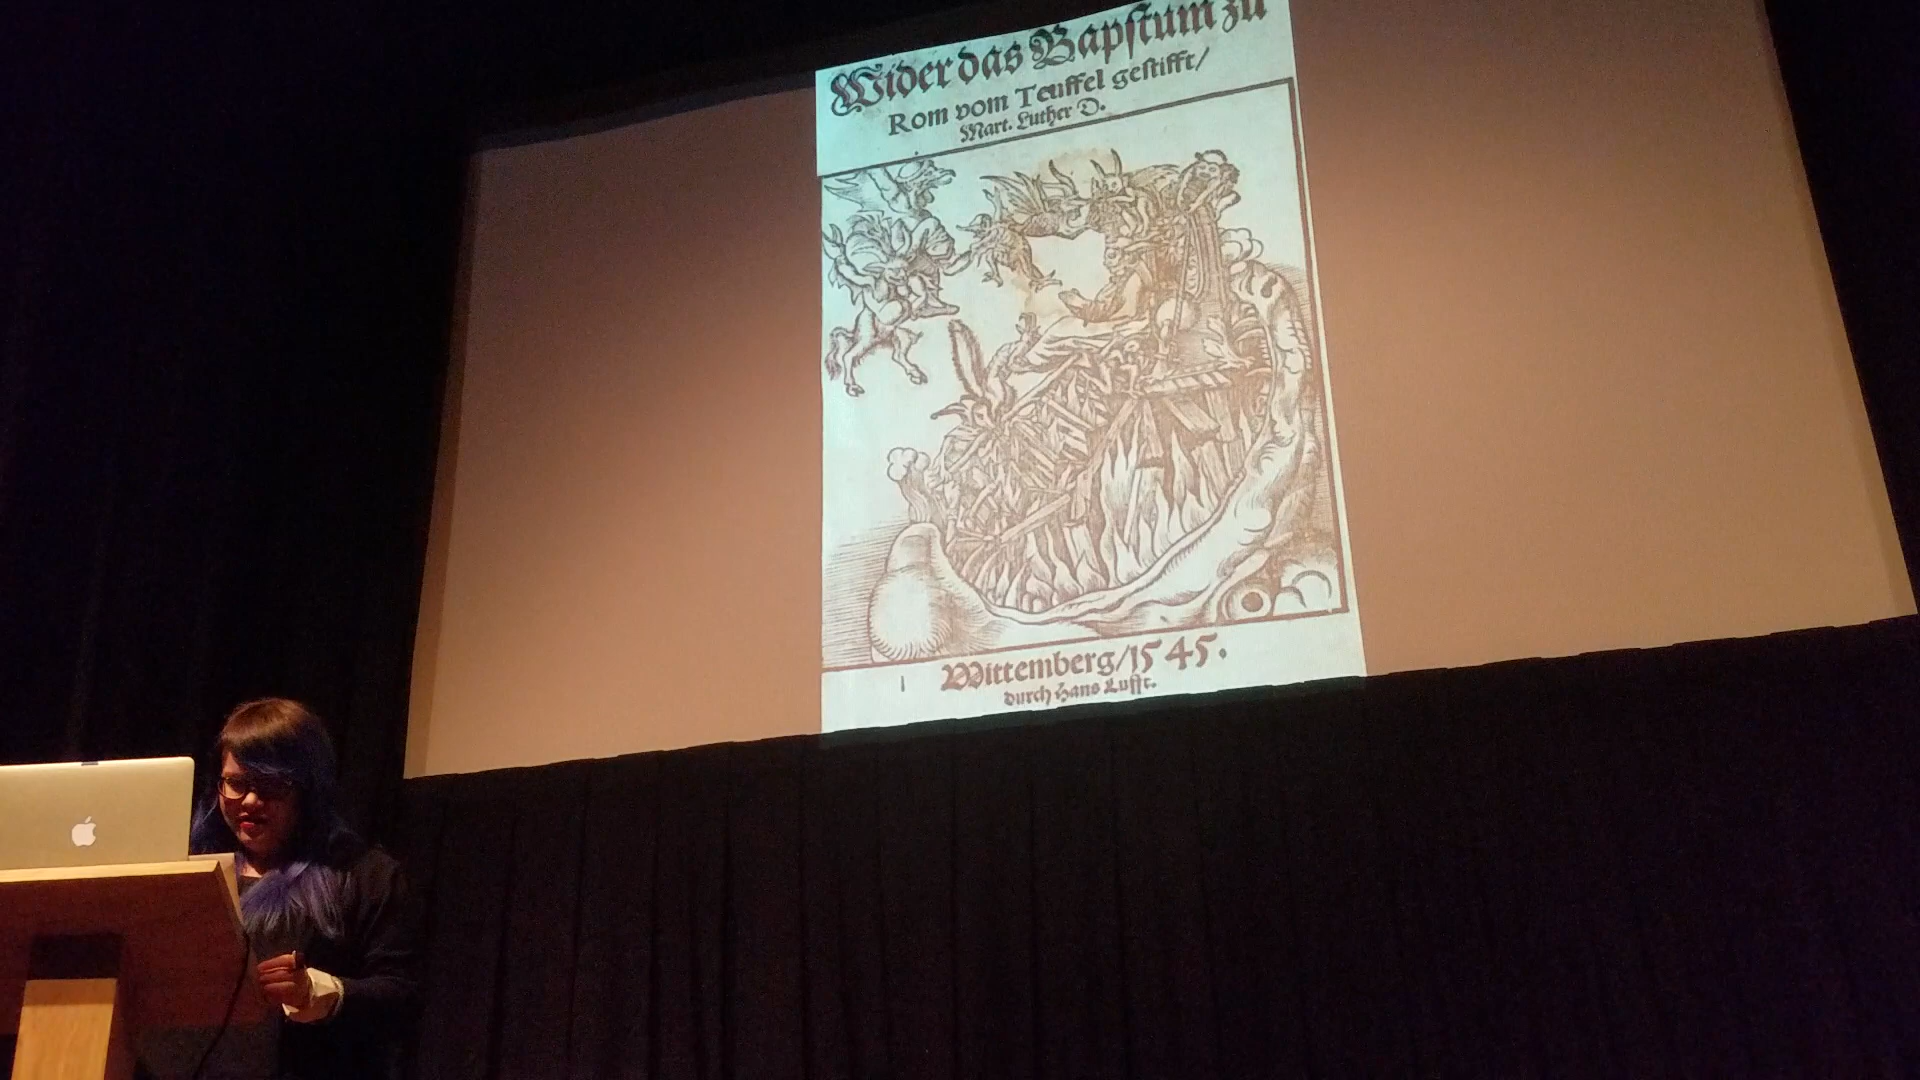 Wider das Bapstum zu
Rom vom Teuffel gestifft/
Mart. Luther D.
Wittemberg/1545.
durch Hans Lufft.